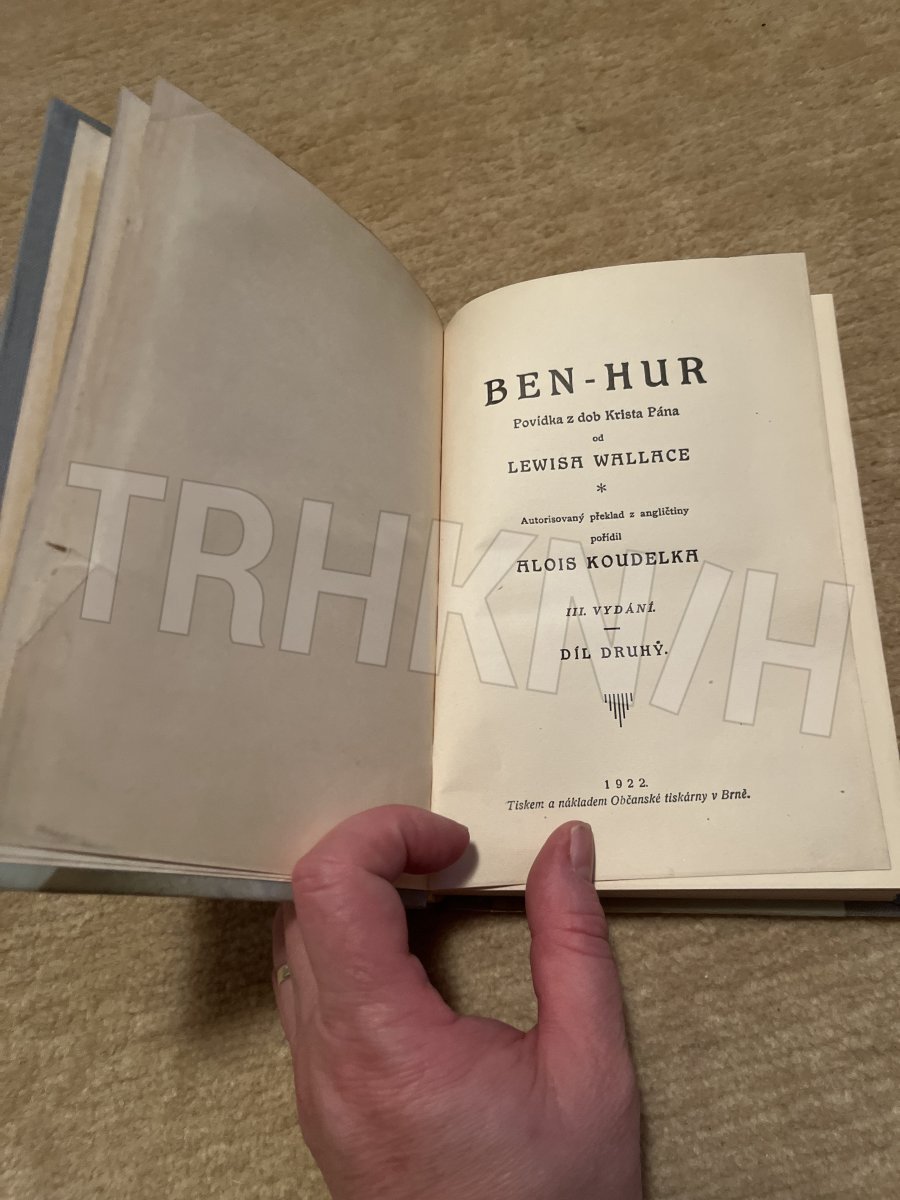 BEN-HUR
Povídka z dob Krista Pána
od
LEWISA WALLACE
*
Autorisovaný překlad z angličtiny
pořídil
ALOIS KOUDELKA
III. VYDÁNÍ.
DÍL DRUHÝ.
1922.
Tiskem a nákladem Občanské tiskárny v Brně.
TRHKNIH